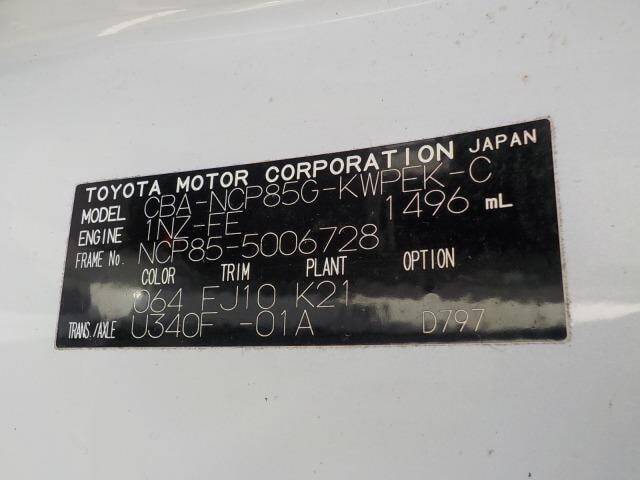 TOYOTA MOTOR CORPORATION JAPAN
MODEL CBA-NCP85G-KWPEK-C
ENGINE 1NZ-FE 1496 mL
FRAME No. NCP85-5006728
COLOR TRIM PLANT OPTION
064 FJ10 K21
TRANS./AXLE U340F -01A D797